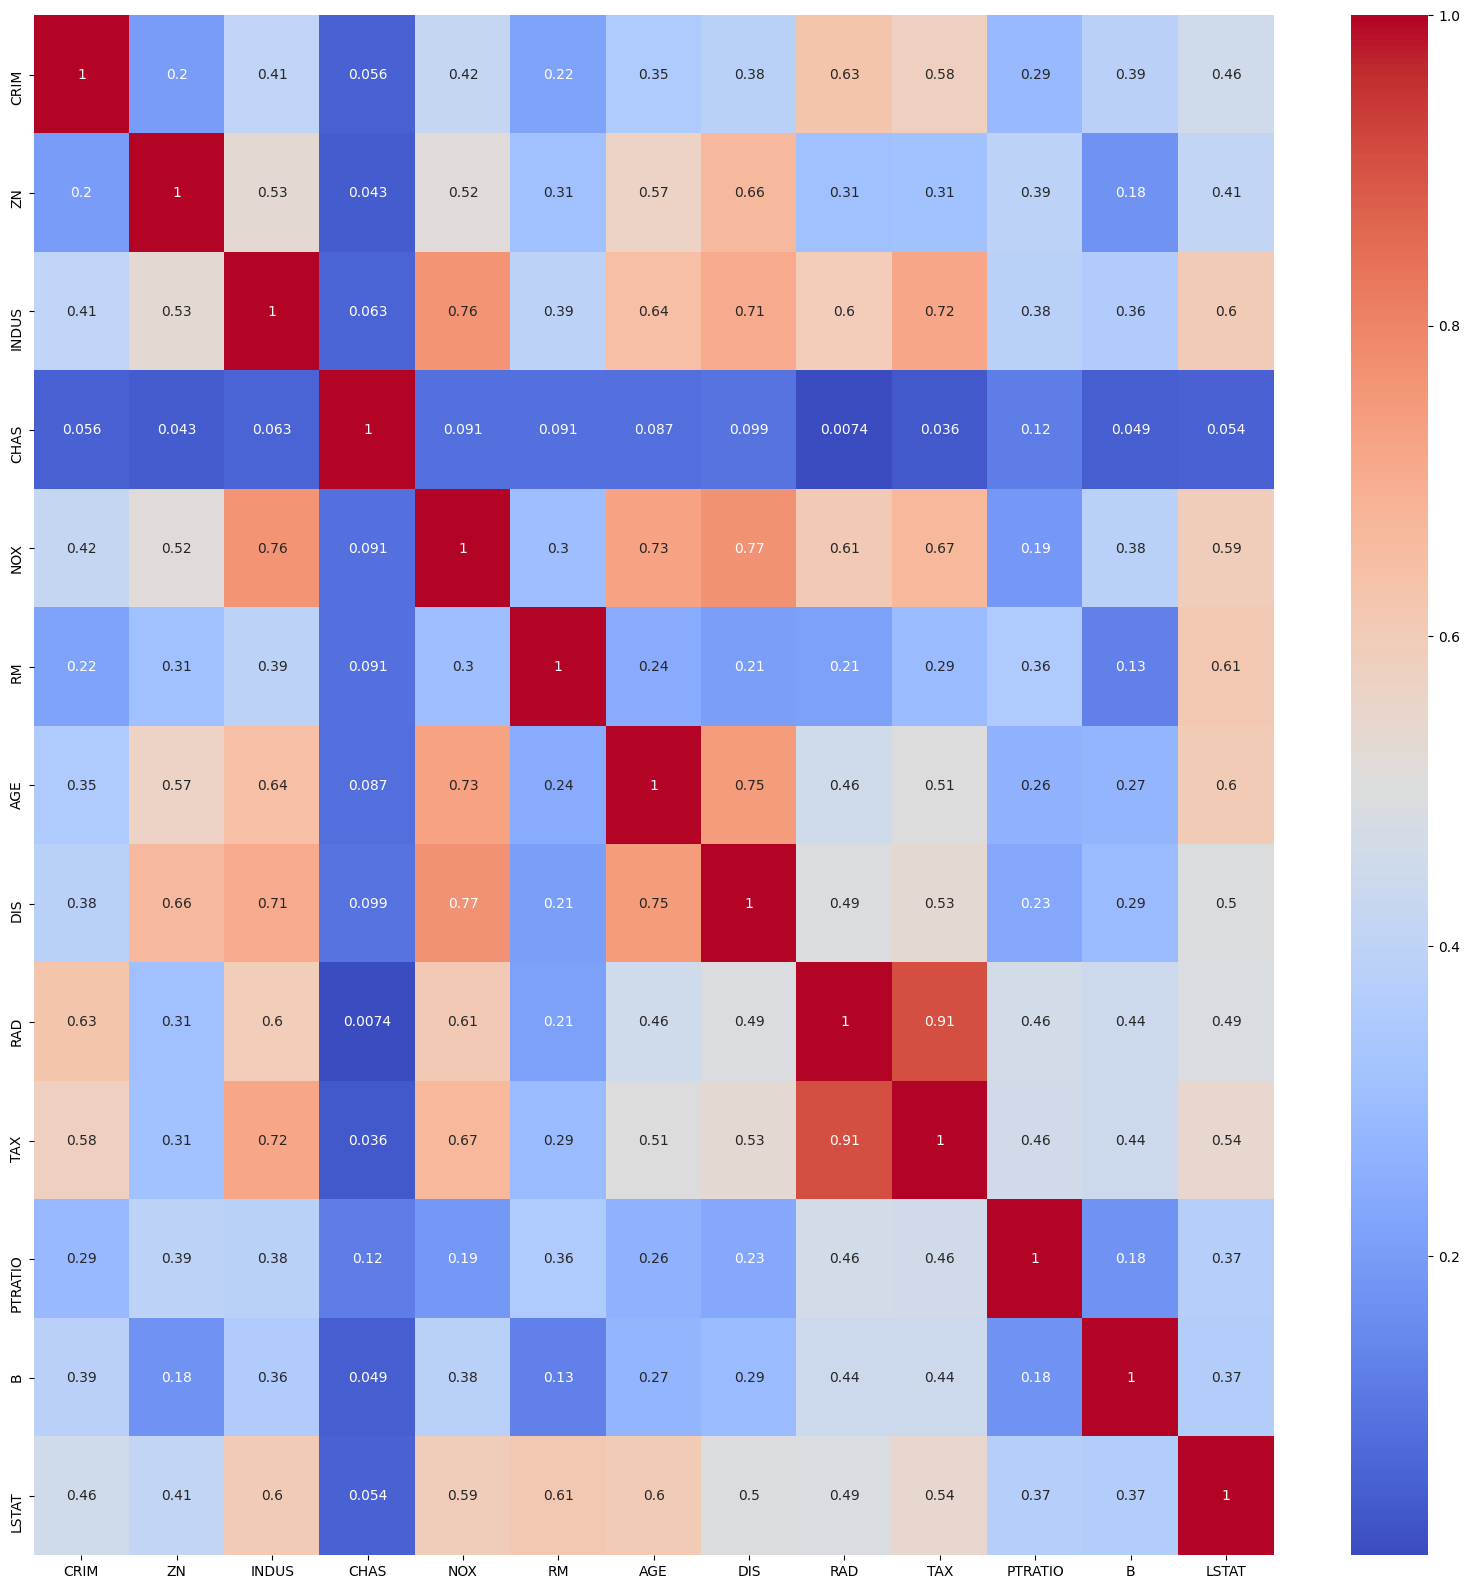 CRIM 1 0.2 0.41 0.056 0.42 0.22 0.35 0.38 0.63 0.58 0.29 0.39 0.46
ZN 0.2 1 0.53 0.043 0.52 0.31 0.57 0.66 0.31 0.31 0.39 0.18 0.41
INDUS 0.41 0.53 1 0.063 0.76 0.39 0.64 0.71 0.6 0.72 0.38 0.36 0.6
CHAS 0.056 0.043 0.063 1 0.091 0.091 0.087 0.099 0.0074 0.036 0.12 0.049 0.054
NOX 0.42 0.52 0.76 0.091 1 0.3 0.73 0.77 0.61 0.67 0.19 0.38 0.59
RM 0.22 0.31 0.39 0.091 0.3 1 0.24 0.21 0.21 0.29 0.36 0.13 0.61
AGE 0.35 0.57 0.64 0.087 0.73 0.24 1 0.75 0.46 0.51 0.26 0.27 0.6
DIS 0.38 0.66 0.71 0.099 0.77 0.21 0.75 1 0.49 0.53 0.23 0.29 0.5
RAD 0.63 0.31 0.6 0.0074 0.61 0.21 0.46 0.49 1 0.91 0.46 0.44 0.49
TAX 0.58 0.31 0.72 0.036 0.67 0.29 0.51 0.53 0.91 1 0.46 0.44 0.54
PTRATIO 0.29 0.39 0.38 0.12 0.19 0.36 0.26 0.23 0.46 0.46 1 0.18 0.37
B 0.39 0.18 0.36 0.049 0.38 0.13 0.27 0.29 0.44 0.44 0.18 1 0.37
LSTAT 0.46 0.41 0.6 0.054 0.59 0.61 0.6 0.5 0.49 0.54 0.37 0.37 1
CRIM ZN INDUS CHAS NOX RM AGE DIS RAD TAX PTRATIO B LSTAT
1.0
0.8
0.6
0.4
0.2